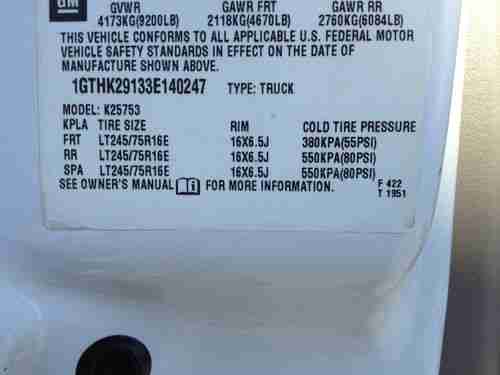 GM
GVWR GAWR FRT GAWR RR
4173KG(9200LB) 2118KG(4670LB) 2760KG(6084LB)
THIS VEHICLE CONFORMS TO ALL APPLICABLE U.S. FEDERAL MOTOR
VEHICLE SAFETY STANDARDS IN EFFECT ON THE DATE OF
MANUFACTURE SHOWN ABOVE.
1GTHK29133E140247 TYPE: TRUCK
MODEL: K25753
KPLA TIRE SIZE RIM COLD TIRE PRESSURE
FRT LT245/75R16E 16X6.5J 380KPA(55PSI)
RR LT245/75R16E 16X6.5J 550KPA(80PSI)
SPA LT245/75R16E 16X6.5J 550KPA(80PSI)
SEE OWNER'S MANUAL FOR MORE INFORMATION. F 422
T 1951